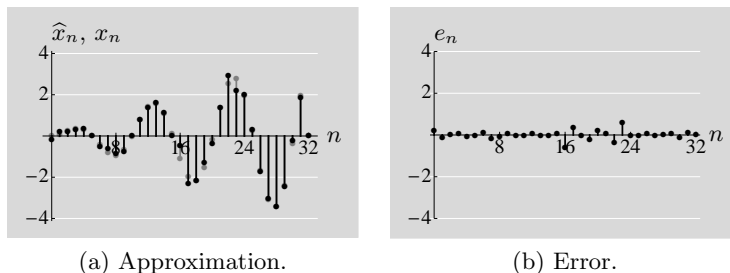 x̂ₙ, xₙ
4
2
8 16 24 32 n
−2
−4
(a) Approximation.
eₙ
4
2
8 16 24 32 n
−2
−4
(b) Error.